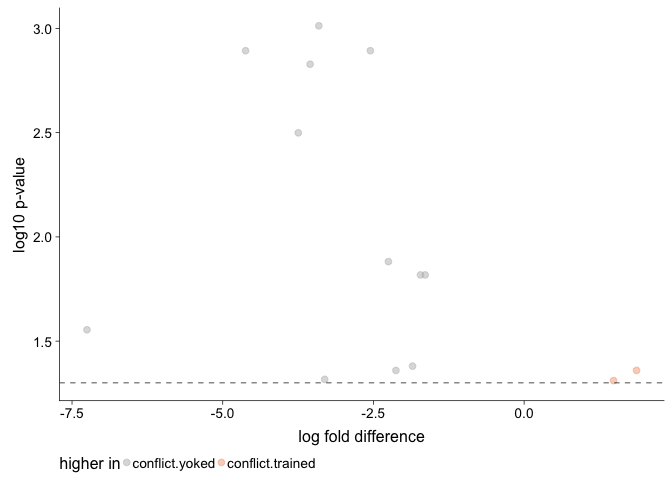 3.0
2.5
log10 p-value
2.0
1.5
-7.5 -5.0 -2.5 0.0
log fold difference
higher in conflict.yoked conflict.trained